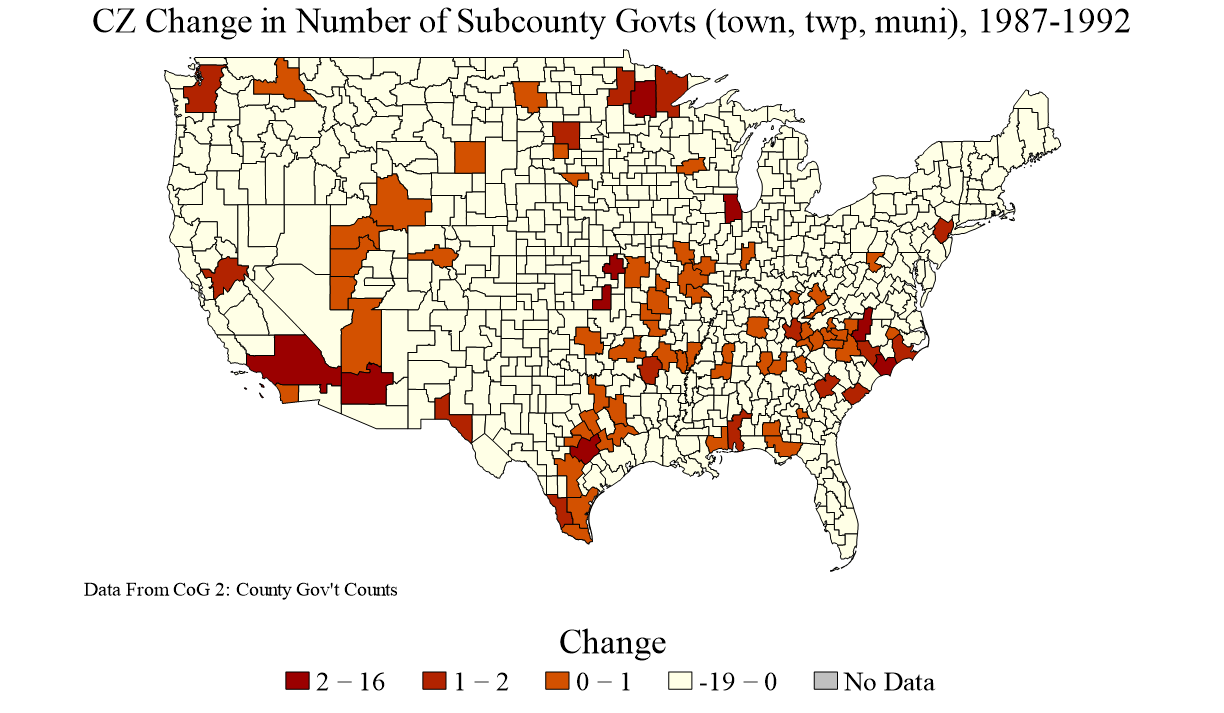 CZ Change in Number of Subcounty Govts (town, twp, muni), 1987-1992
Data From CoG 2: County Gov't Counts
Change
2 − 16 1 − 2 0 − 1 -19 − 0 No Data